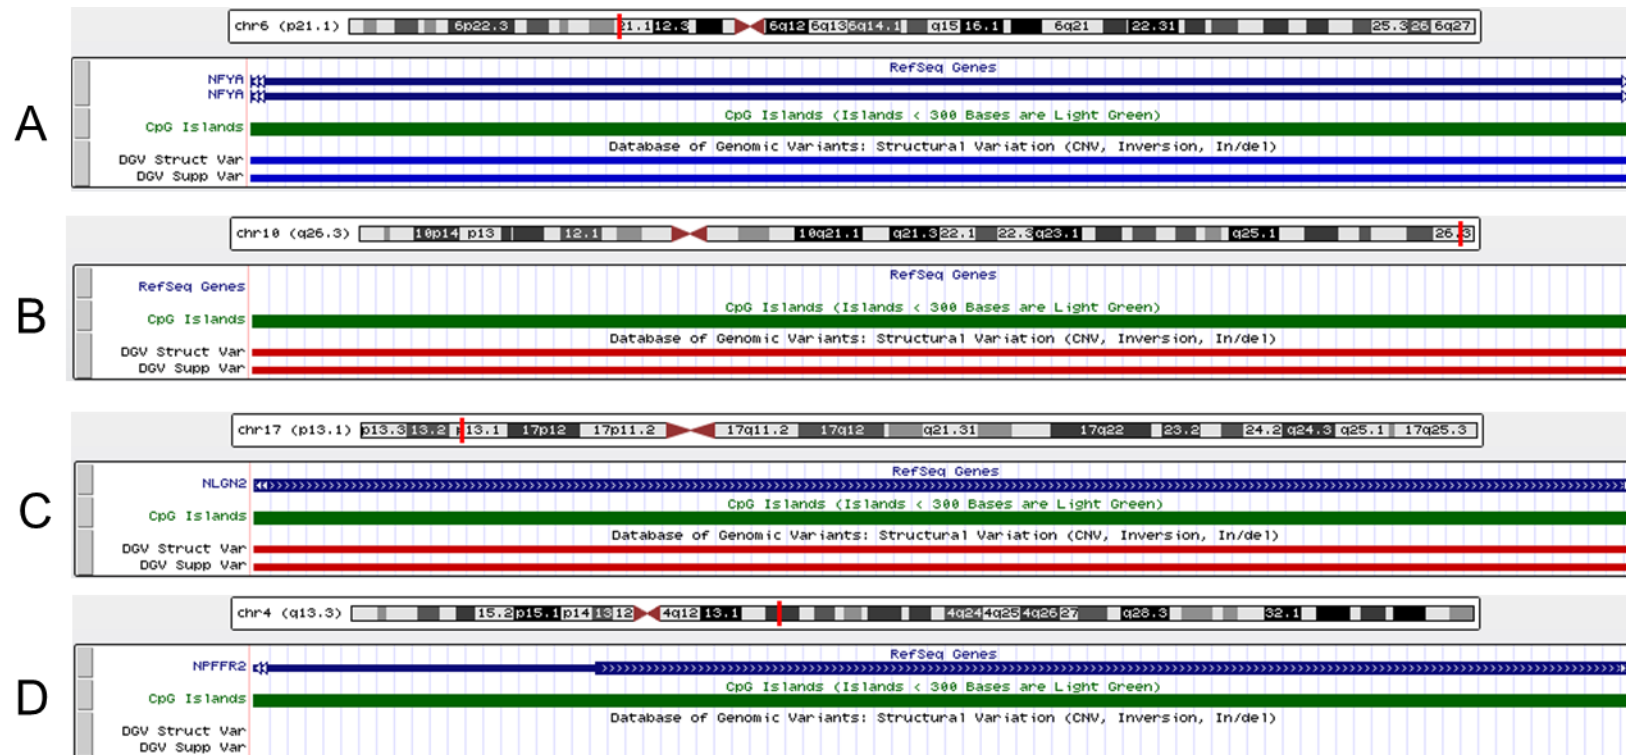 chr6 (p21.1) 6p22.3 21.1 12.3 6q12 6q13 6q14.1 q15 16.1 6q21 22.31 25.3 26 6q27
RefSeq Genes
NFYA
NFYA
A
CpG Islands (Islands < 300 Bases are Light Green)
CpG Islands
Database of Genomic Variants: Structural Variation (CNV, Inversion, In/del)
DGV Struct Var
DGV Supp Var
chr10 (q26.3) 10p14 p13 12.1 10q21.1 q21.3 22.1 22.3 q23.1 q25.1 26.3
RefSeq Genes
RefSeq Genes
B
CpG Islands (Islands < 300 Bases are Light Green)
CpG Islands
Database of Genomic Variants: Structural Variation (CNV, Inversion, In/del)
DGV Struct Var
DGV Supp Var
chr17 (p13.1) p13.3 13.2 p13.1 17p12 17p11.2 17q11.2 17q12 q21.31 17q22 23.2 24.2 q24.3 q25.1 17q25.3
RefSeq Genes
NLGN2
C
CpG Islands (Islands < 300 Bases are Light Green)
CpG Islands
Database of Genomic Variants: Structural Variation (CNV, Inversion, In/del)
DGV Struct Var
DGV Supp Var
chr4 (q13.3) 15.2 p15.1 p14 13 12 4q12 13.1 4q24 4q25 4q26 27 q28.3 32.1
RefSeq Genes
NPFFR2
D
CpG Islands (Islands < 300 Bases are Light Green)
CpG Islands
Database of Genomic Variants: Structural Variation (CNV, Inversion, In/del)
DGV Struct Var
DGV Supp Var